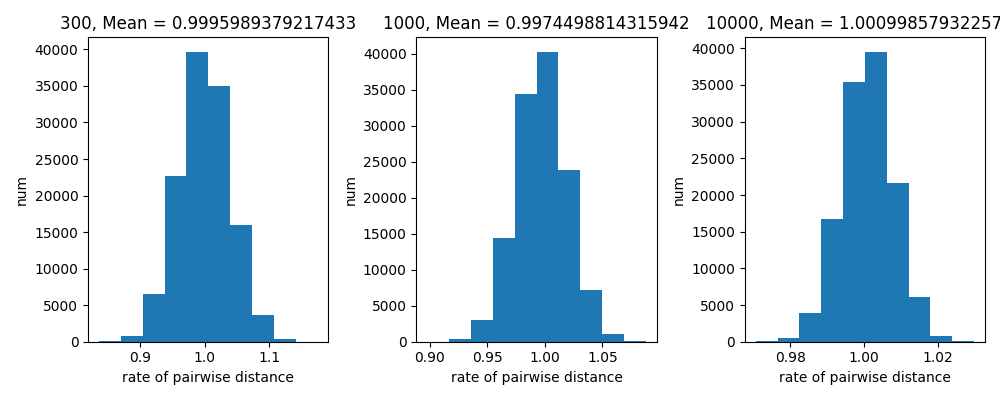 300, Mean = 0.9995989379217433
40000
35000
30000
25000
20000
15000
10000
5000
0
num
0.9 1.0 1.1
rate of pairwise distance
1000, Mean = 0.9974498814315942
40000
35000
30000
25000
20000
15000
10000
5000
0
num
0.90 0.95 1.00 1.05
rate of pairwise distance
10000, Mean = 1.00099857932257
40000
35000
30000
25000
20000
15000
10000
5000
0
num
0.98 1.00 1.02
rate of pairwise distance